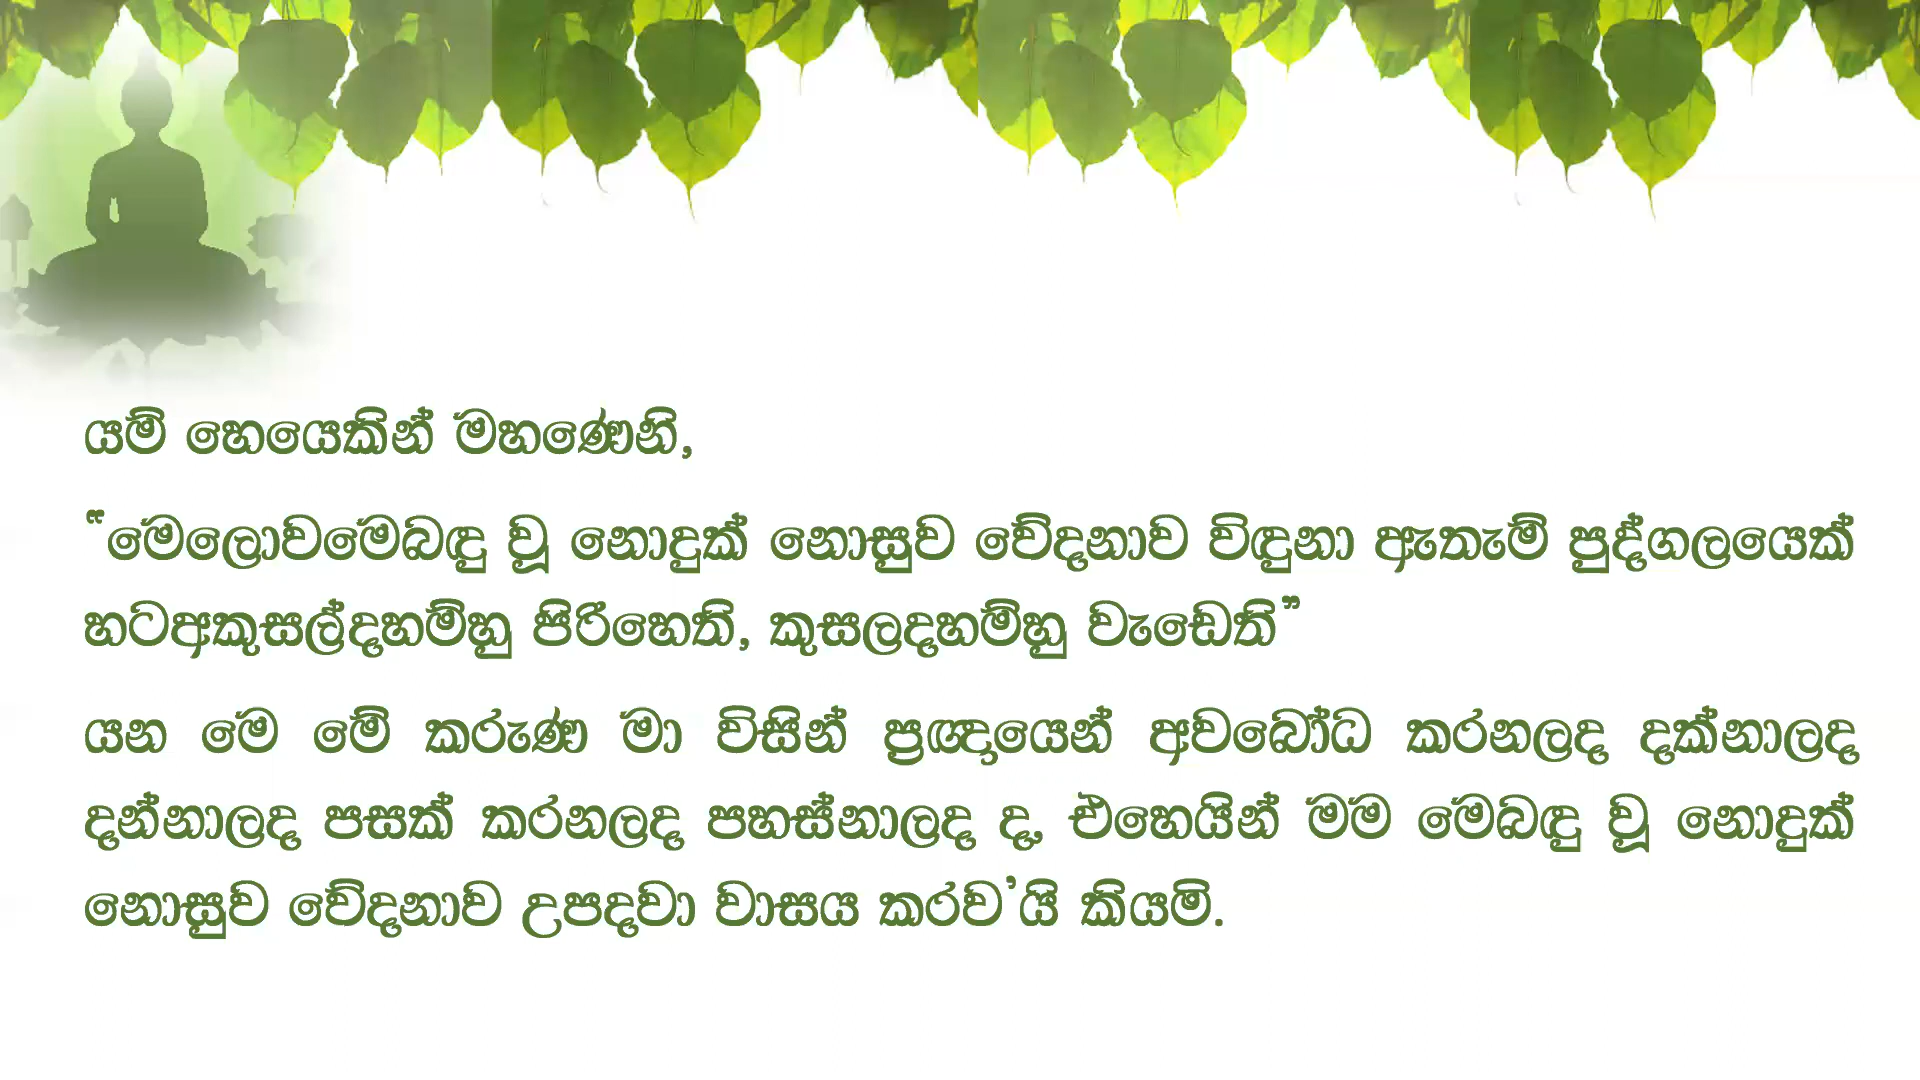 යම් හෙයෙකින් මහණෙනි,
“මෙලොවමෙබඳු වූ නොදුක් නොසුව වේදනාව විඳුනා ඇතැම් පුද්ගලයෙක්
හටඅකුසල්දහම්හු පිරිහෙති, කුසලදහම්හු වැඩෙති”
යන මෙ මේ කරුණ මා විසින් ප්‍රඥායෙන් අවබෝධ කරනලද දක්නාලද
දන්නාලද පසක් කරනලද පහස්නාලද ද, එහෙයින් මම මෙබඳු වූ නොදුක්
නොසුව වේදනාව උපදවා වාසය කරව’යි කියමි.